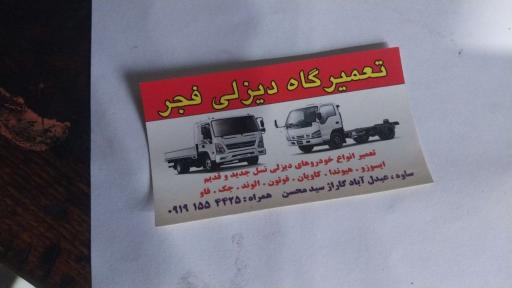 تعمیرگاه دیزلی فجر
تعمیر انواع خودروهای دیزلی نسل جدید و قدیم
ایسوزو . هیوندا . کاویان . فوتون . الوند . جک . فاو
ساوه ، عبدل آباد گاراژ سید محسن همراه : ۴۴۲۵ ۱۵۵ ۰۹۱۹